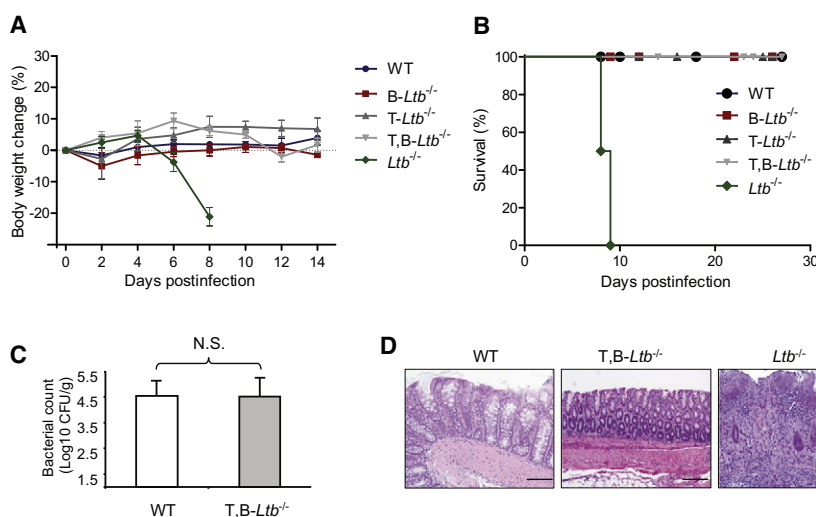 A
Body weight change (%)
30
20
10
0
-10
-20
0 2 4 6 8 10 12 14
Days postinfection
WT
B-Ltb-/-
T-Ltb-/-
T,B-Ltb-/-
Ltb-/-
B
Survival (%)
100
80
60
40
20
0
0 10 20 30
Days postinfection
WT
B-Ltb-/-
T-Ltb-/-
T,B-Ltb-/-
Ltb-/-
C
N.S.
Bacterial count
(Log10 CFU/g)
5.5
4.5
3.5
2.5
1.5
WT T,B-Ltb-/-
D
WT T,B-Ltb-/- Ltb-/-